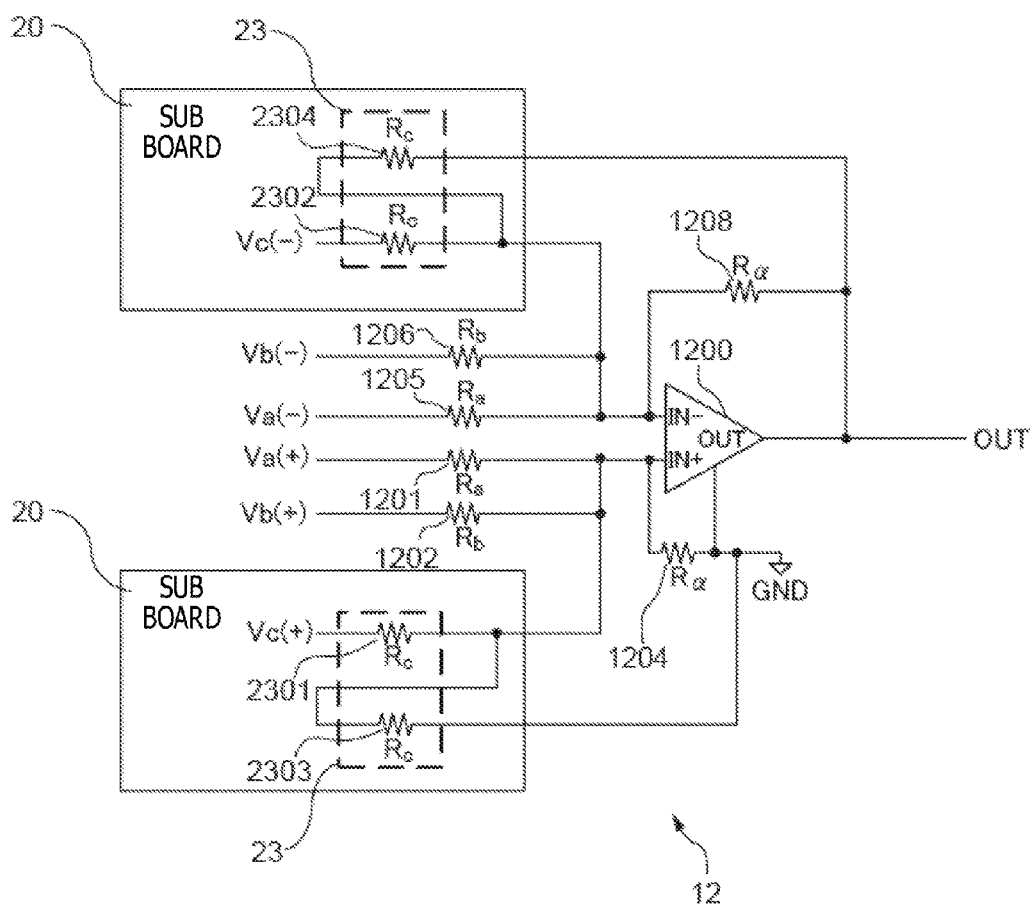 20
23
SUB
BOARD
2304
Rc
2302
Rc
Vc(-)
1208
Rα
1206
Rb
Vb(-)
1205
Ra
Va(-)
1200
IN-
OUT
IN+
OUT
Va(+)
1201
Ra
Vb(+)
1202
Rb
20
Rα
GND
1204
SUB
BOARD
Vc(+)
Rc
2301
Rc
2303
23
12